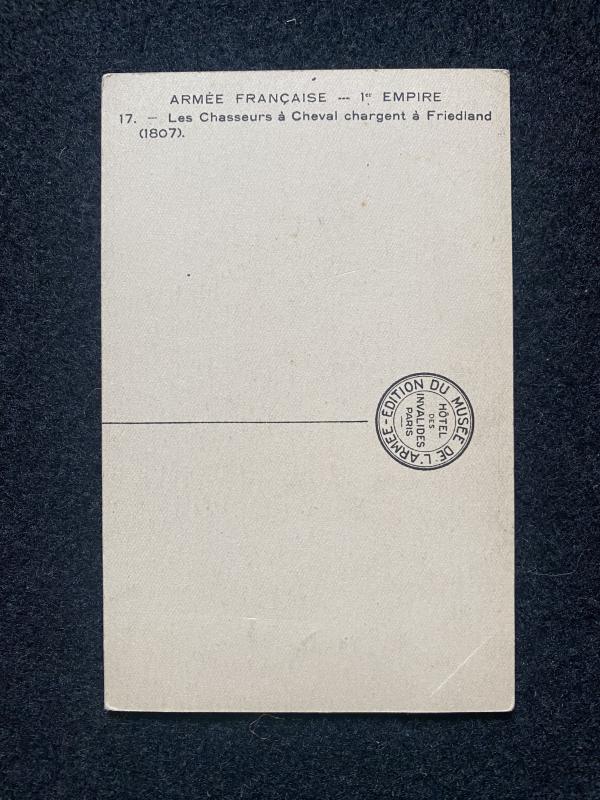 ARMÉE FRANÇAISE --- 1er EMPIRE
17. — Les Chasseurs à Cheval chargent à Friedland
(1807).
EDITION DU MUSÉE DE L'ARMÉE -
HÔTEL
DES
INVALIDES
PARIS